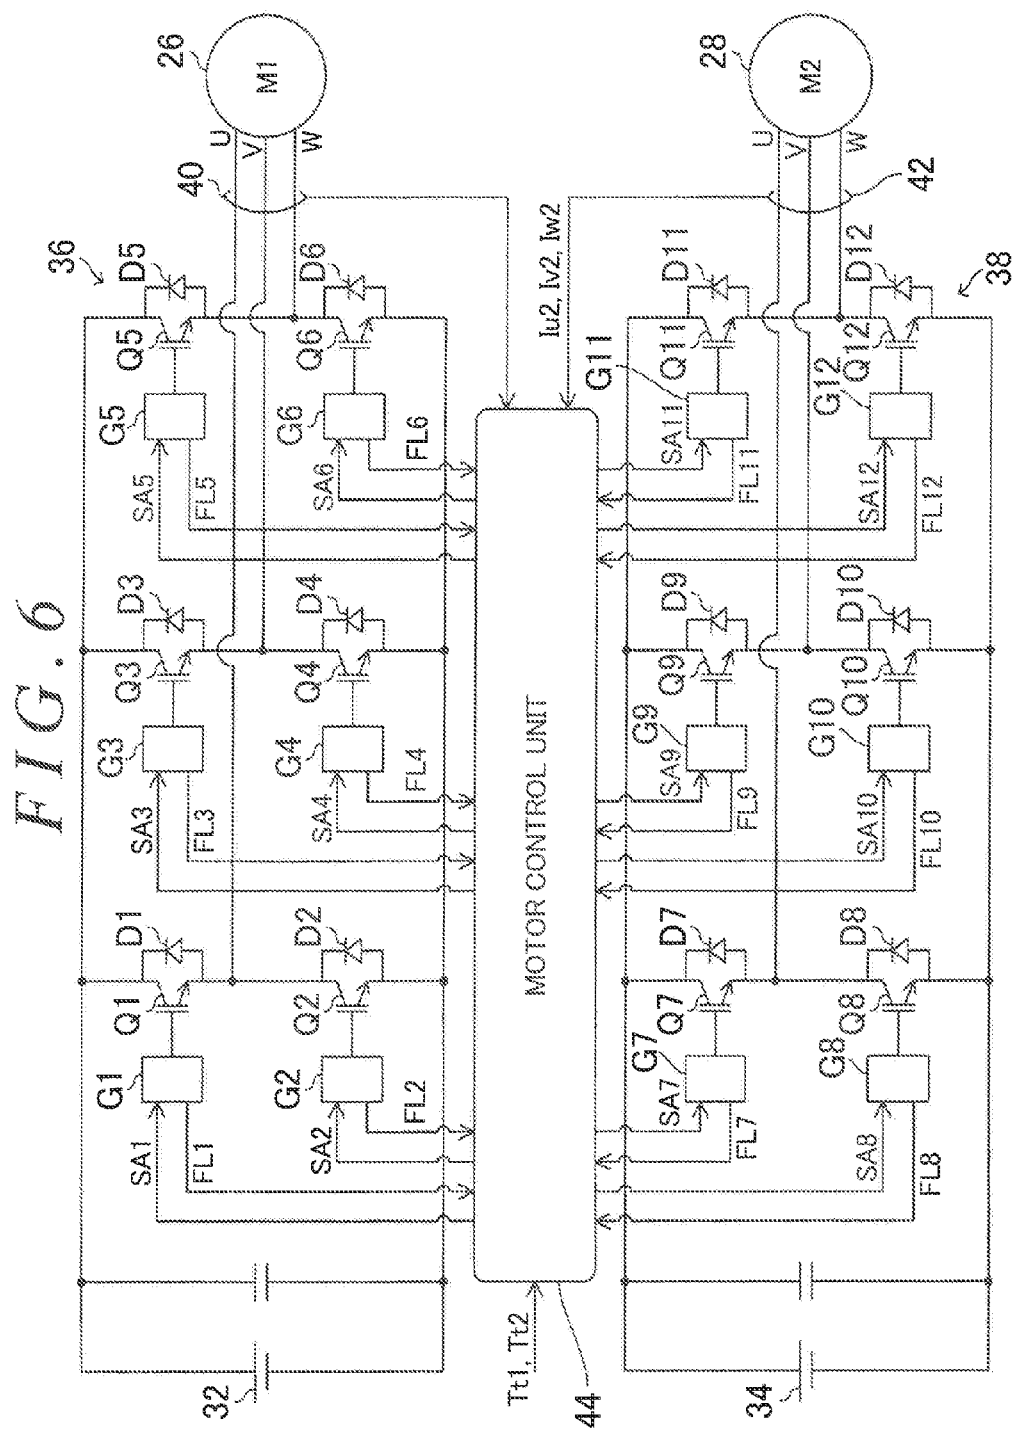 FIG. 6
36
26
M1
U
V
W
40
D5
Q5
G5
SA5
FL5
D6
Q6
G6
SA6
FL6
D3
Q3
G3
SA3
FL3
D4
Q4
G4
SA4
FL4
D1
Q1
G1
SA1
FL1
D2
Q2
G2
SA2
FL2
32
MOTOR CONTROL UNIT
Iu2, Iv2, Iw2
Tt1, Tt2
44
28
M2
U
V
W
42
38
D11
Q11
G11
SA11
FL11
D12
Q12
G12
SA12
FL12
D9
Q9
G9
SA9
FL9
D10
Q10
G10
SA10
FL10
D7
Q7
G7
SA7
FL7
D8
Q8
G8
SA8
FL8
34